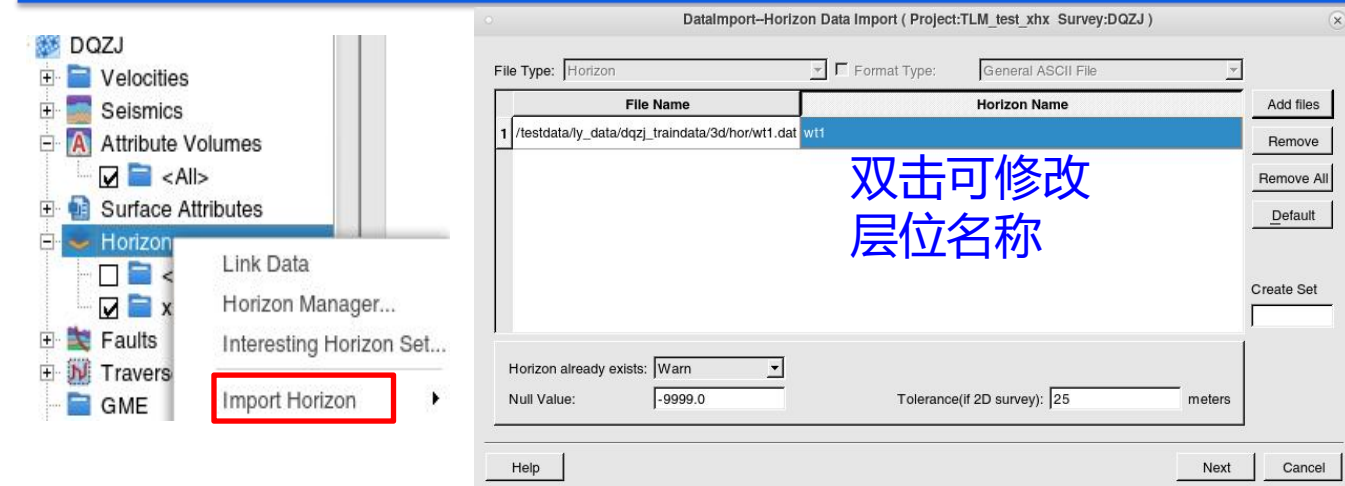 DQZJ
Velocities
Seismics
Attribute Volumes
<All>
Surface Attributes
Horizon
<
x
Faults
Travers
GME
Link Data
Horizon Manager...
Interesting Horizon Set...
Import Horizon
DataImport--Horizon Data Import ( Project:TLM_test_xhx Survey:DQZJ )
File Type: Horizon Format Type: General ASCII File
File Name Horizon Name
1 /testdata/ly_data/dqzj_traindata/3d/hor/wt1.dat wt1
双击可修改
层位名称
Add files
Remove
Remove All
Default
Create Set
Horizon already exists: Warn
Null Value: -9999.0 Tolerance(if 2D survey): 25 meters
Help Next Cancel